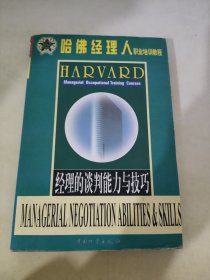 哈佛经理人职业培训教程
HARVARD
Managerial Occupational Training Courses
经理的谈判能力与技巧
MANAGERIAL NEGOTIATION ABILITIES & SKILLS